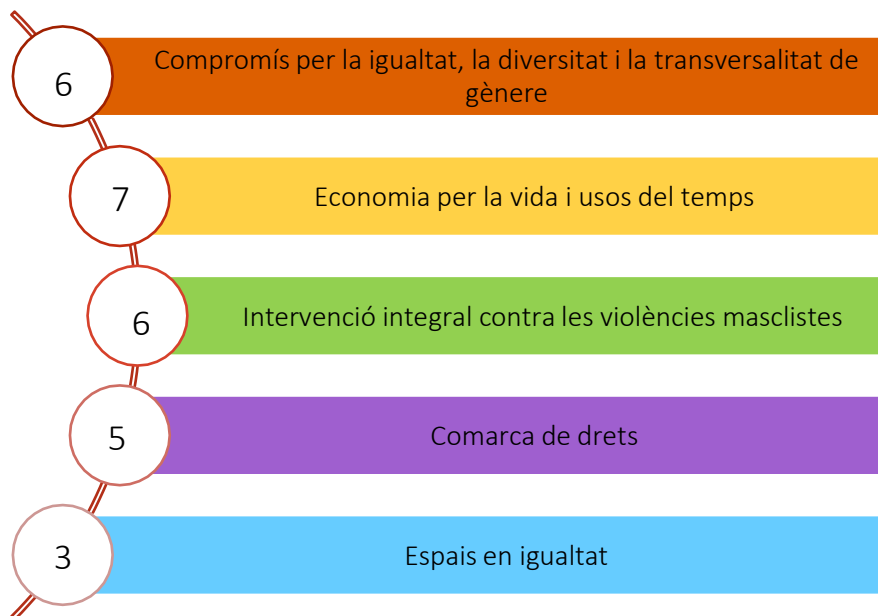 6
Compromís per la igualtat, la diversitat i la transversalitat de
gènere
7
Economia per la vida i usos del temps
6
Intervenció integral contra les violències masclistes
5
Comarca de drets
3
Espais en igualtat